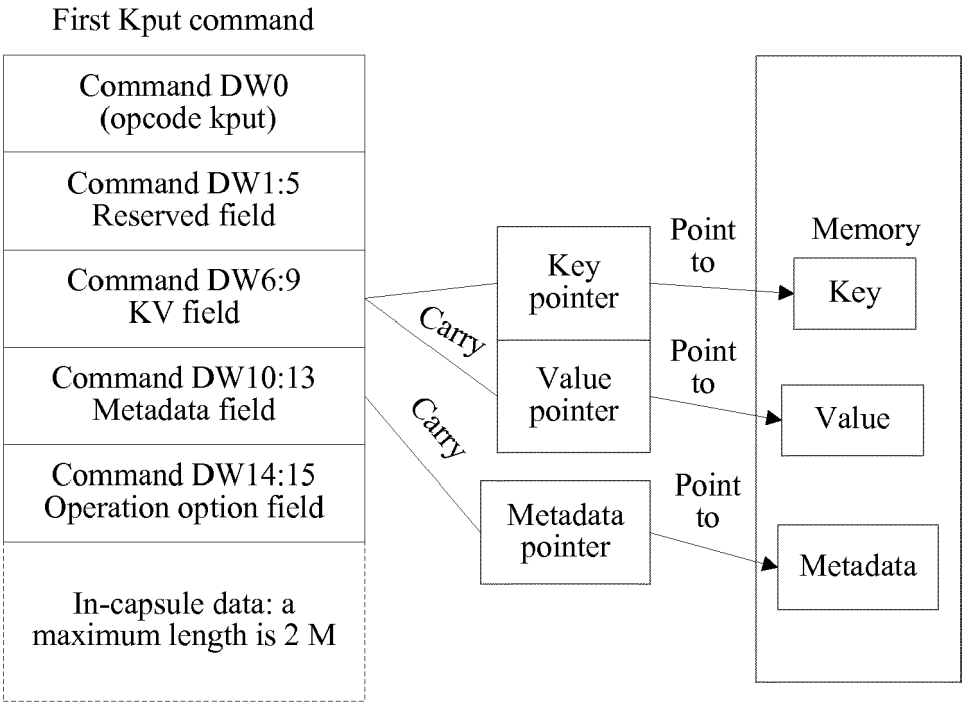 First Kput command
Command DW0
(opcode kput)
Command DW1:5
Reserved field
Command DW6:9
KV field
Command DW10:13
Metadata field
Command DW14:15
Operation option field
In-capsule data: a
maximum length is 2 M
Carry
Carry
Key
pointer
Value
pointer
Metadata
pointer
Point
to
Point
to
Point
to
Memory
Key
Value
Metadata